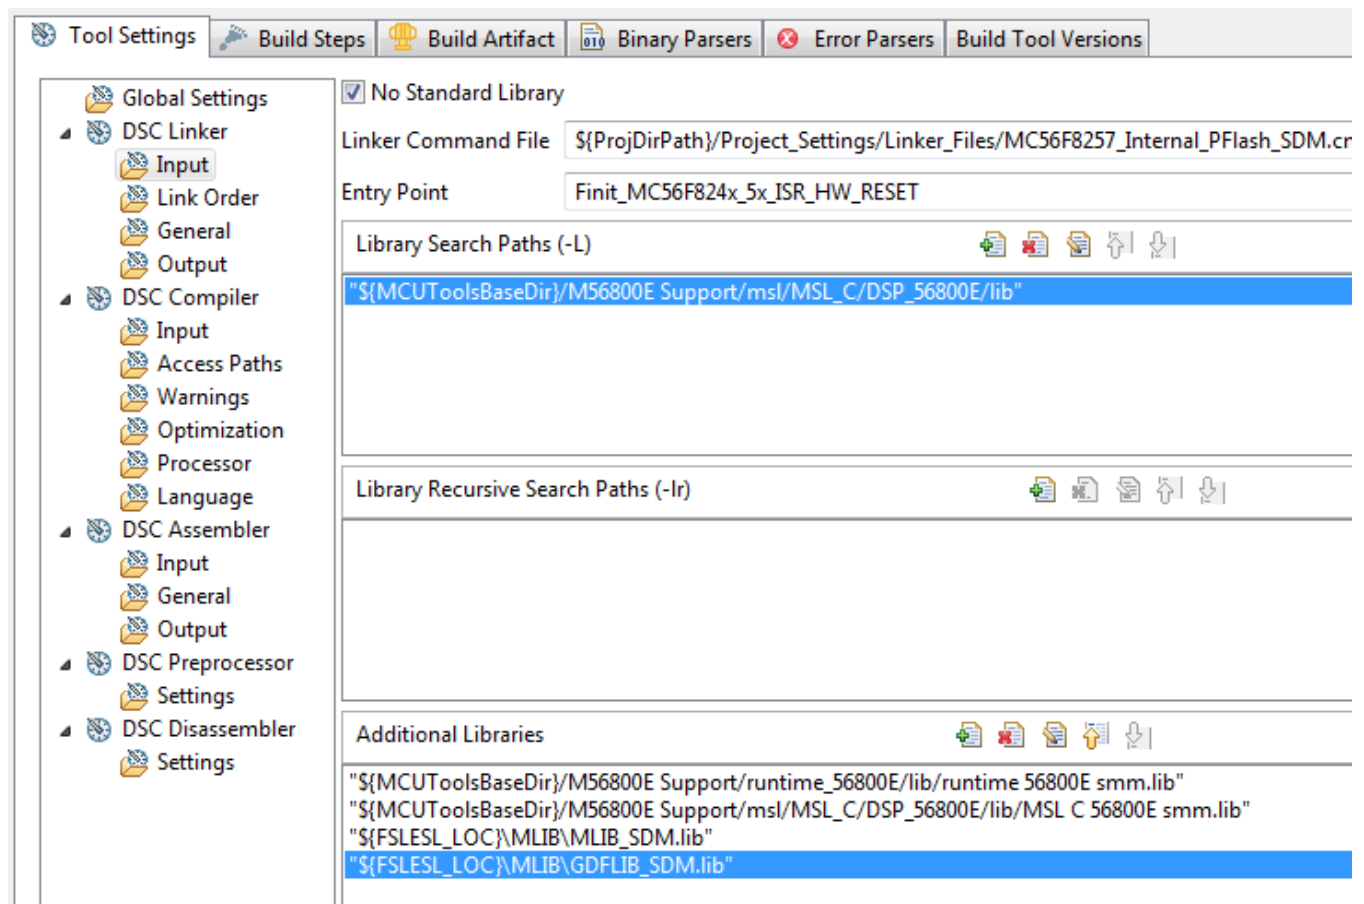 Tool Settings Build Steps Build Artifact Binary Parsers Error Parsers Build Tool Versions
Global Settings
DSC Linker
Input
Link Order
General
Output
DSC Compiler
Input
Access Paths
Warnings
Optimization
Processor
Language
DSC Assembler
Input
General
Output
DSC Preprocessor
Settings
DSC Disassembler
Settings
No Standard Library
Linker Command File ${ProjDirPath}/Project_Settings/Linker_Files/MC56F8257_Internal_PFlash_SDM.cm
Entry Point Finit_MC56F824x_5x_ISR_HW_RESET
Library Search Paths (-L)
"${MCUToolsBaseDir}/M56800E Support/msl/MSL_C/DSP_56800E/lib"
Library Recursive Search Paths (-lr)
Additional Libraries
"${MCUToolsBaseDir}/M56800E Support/runtime_56800E/lib/runtime 56800E smm.lib"
"${MCUToolsBaseDir}/M56800E Support/msl/MSL_C/DSP_56800E/lib/MSL C 56800E smm.lib"
"${FSLESL_LOC}\MLIB\MLIB_SDM.lib"
"${FSLESL_LOC}\MLIB\GDFLIB_SDM.lib"